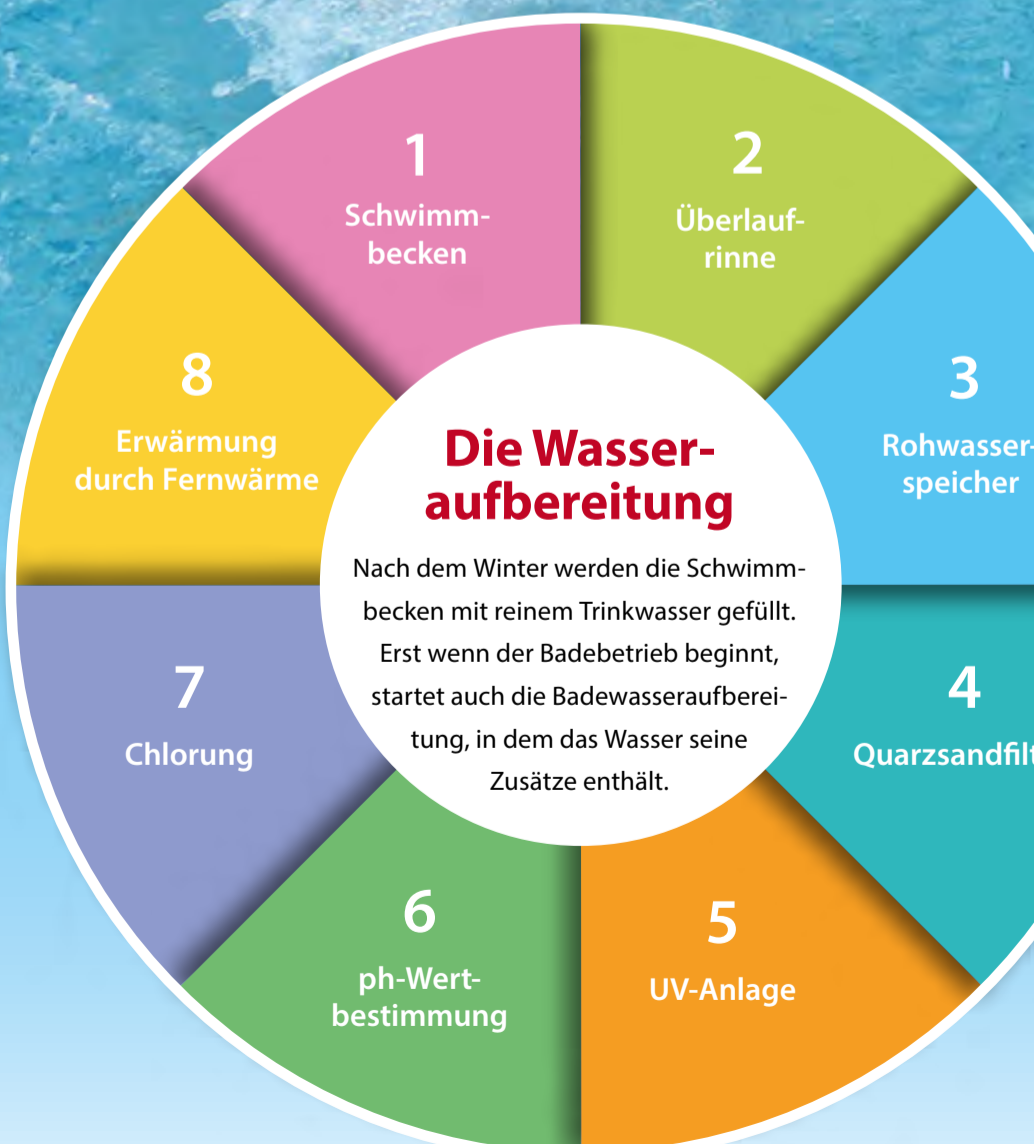 1
Schwimm-
becken
2
Überlauf-
rinne
3
Rohwasser-
speicher
4
Quarzsandfilt
5
UV-Anlage
6
ph-Wert-
bestimmung
7
Chlorung
8
Erwärmung
durch Fernwärme
Die Wasser-
aufbereitung
Nach dem Winter werden die Schwimm-
becken mit reinem Trinkwasser gefüllt.
Erst wenn der Badebetrieb beginnt,
startet auch die Badewasseraufberei-
tung, in dem das Wasser seine
Zusätze enthält.